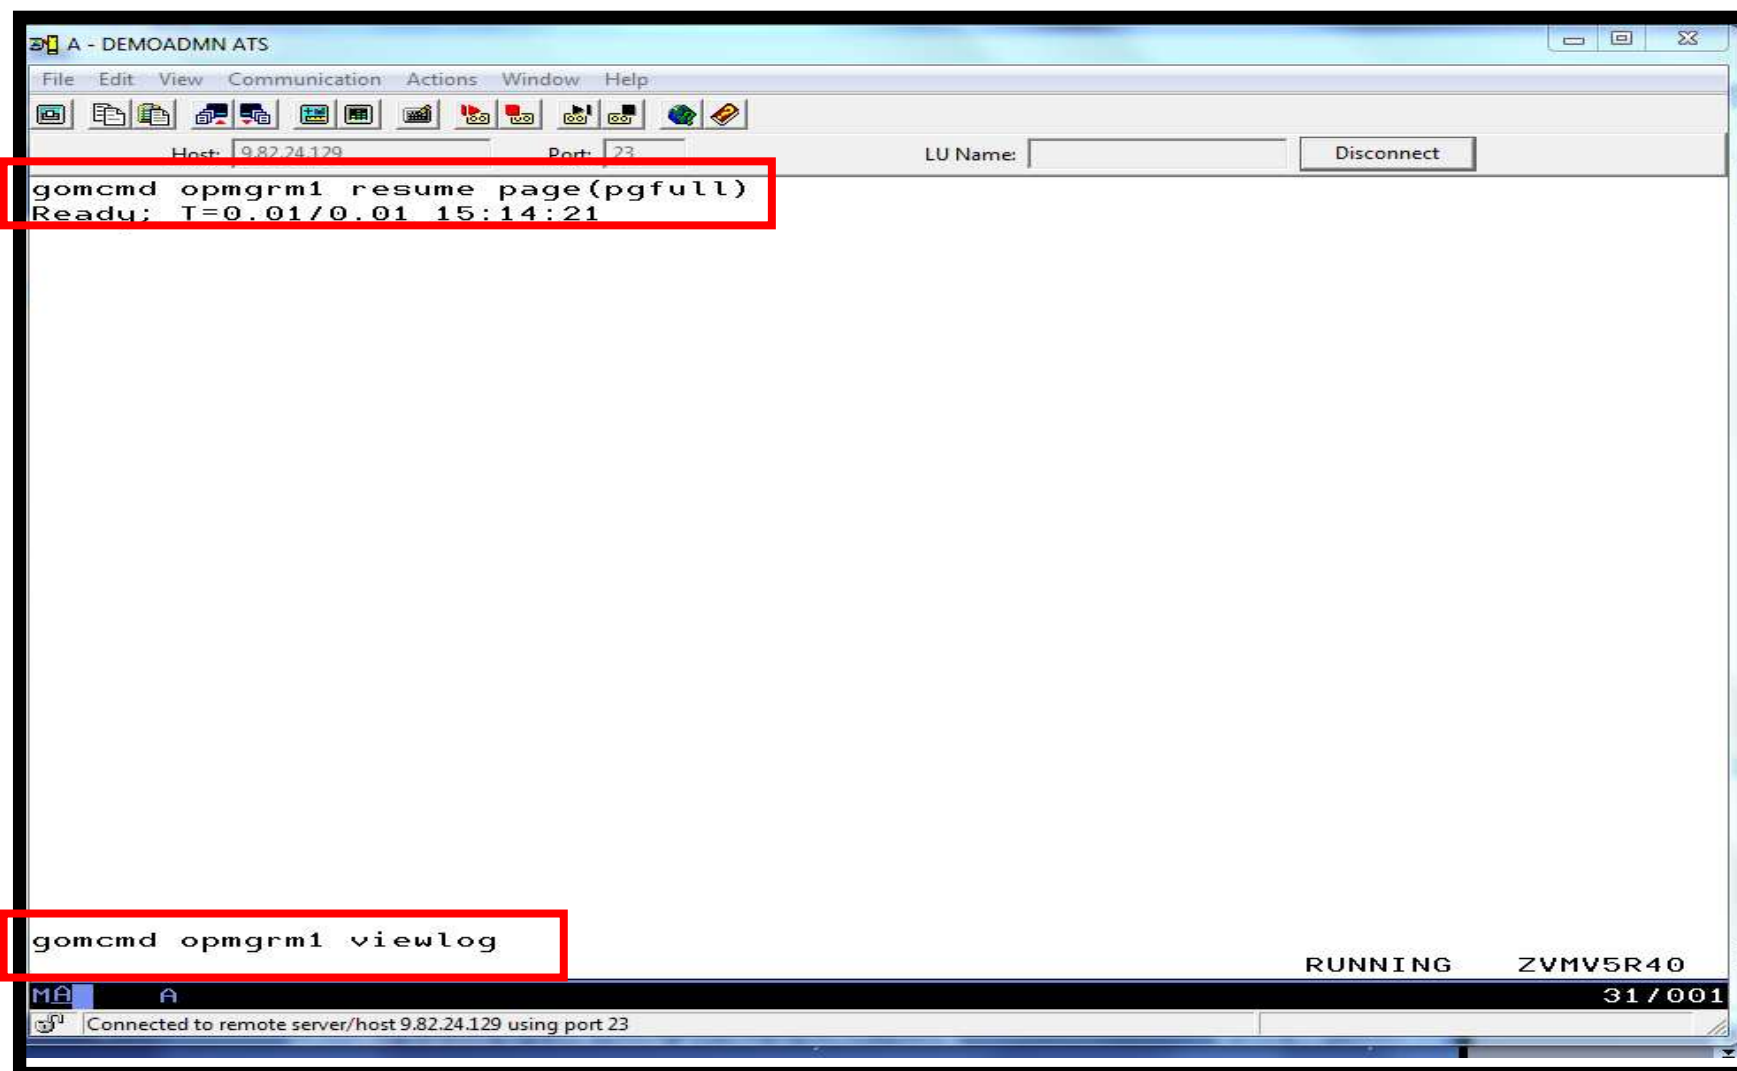 A - DEMOADMN ATS
File Edit View Communication Actions Window Help
Host: 9.82.24.129 Port: 23 LU Name: Disconnect
gomcmd opmgrm1 resume page(pgfull)
Ready; T=0.01/0.01 15:14:21
gomcmd opmgrm1 viewlog
RUNNING ZVMV5R40
MA A 31/001
Connected to remote server/host 9.82.24.129 using port 23